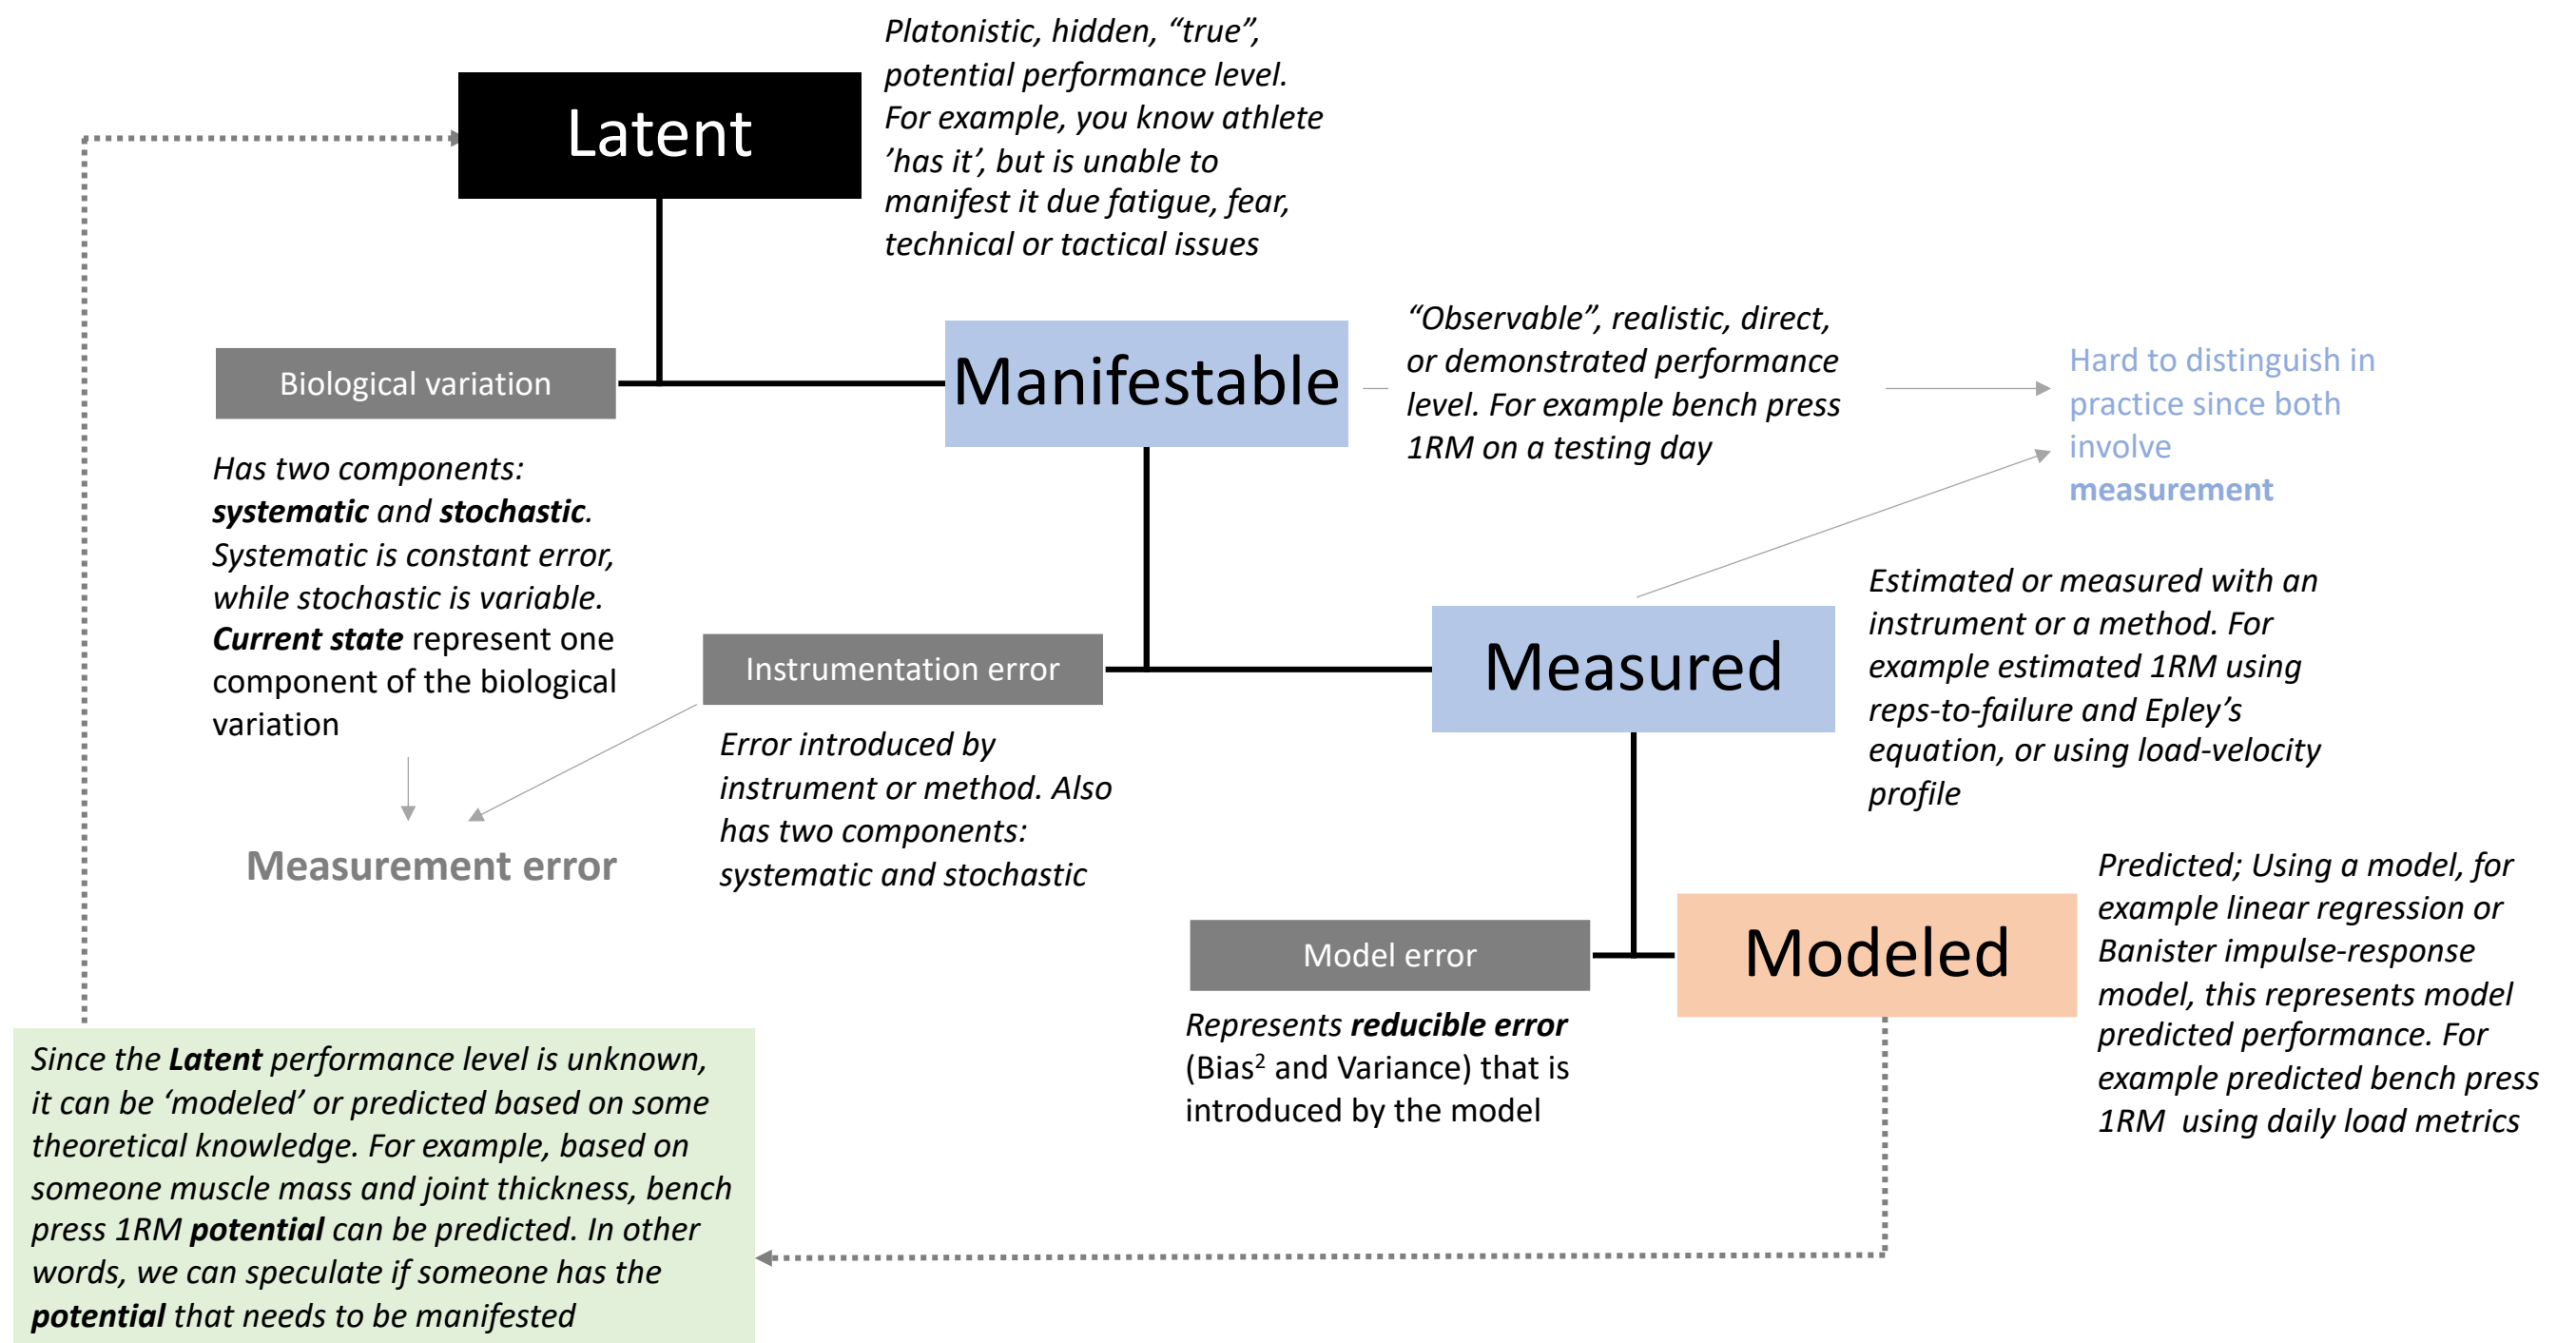 Latent
Platonistic, hidden, “true”,
potential performance level.
For example, you know athlete
’has it’, but is unable to
manifest it due fatigue, fear,
technical or tactical issues
Biological variation
Manifestable
“Observable”, realistic, direct,
or demonstrated performance
level. For example bench press
1RM on a testing day
Hard to distinguish in
practice since both
involve
measurement
Has two components:
systematic and stochastic.
Systematic is constant error,
while stochastic is variable.
Current state represent one
component of the biological
variation
Instrumentation error
Measured
Estimated or measured with an
instrument or a method. For
example estimated 1RM using
reps-to-failure and Epley’s
equation, or using load-velocity
profile
Error introduced by
instrument or method. Also
has two components:
systematic and stochastic
Measurement error
Model error
Modeled
Predicted; Using a model, for
example linear regression or
Banister impulse-response
model, this represents model
predicted performance. For
example predicted bench press
1RM using daily load metrics
Represents reducible error
(Bias² and Variance) that is
introduced by the model
Since the Latent performance level is unknown,
it can be ‘modeled’ or predicted based on some
theoretical knowledge. For example, based on
someone muscle mass and joint thickness, bench
press 1RM potential can be predicted. In other
words, we can speculate if someone has the
potential that needs to be manifested